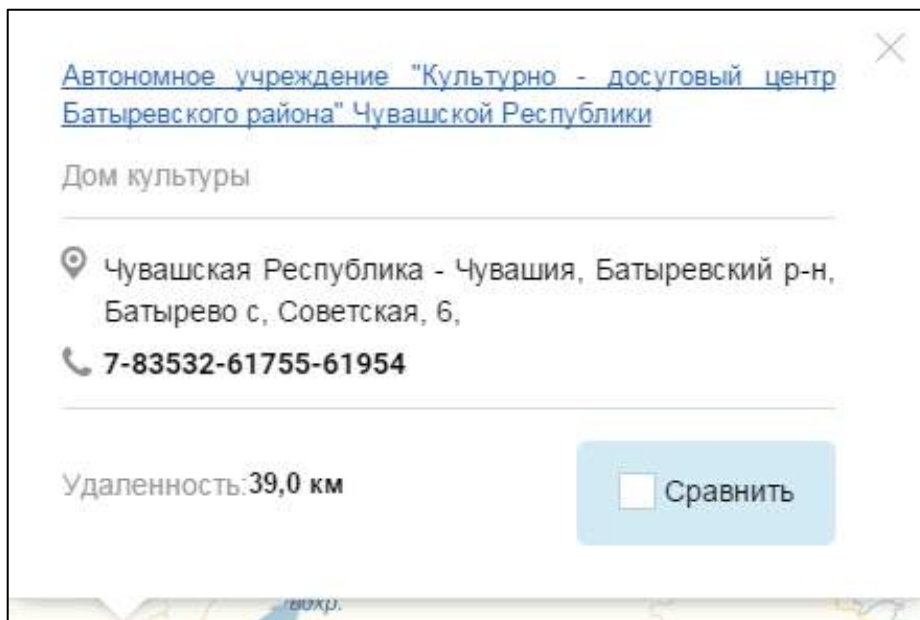 Автономное учреждение "Культурно - досуговый центр
Батыревского района" Чувашской Республики
Дом культуры
Чувашская Республика - Чувашия, Батыревский р-н,
Батырево с, Советская, 6,
7-83532-61755-61954
Удаленность:39,0 км
Сравнить
вохр.